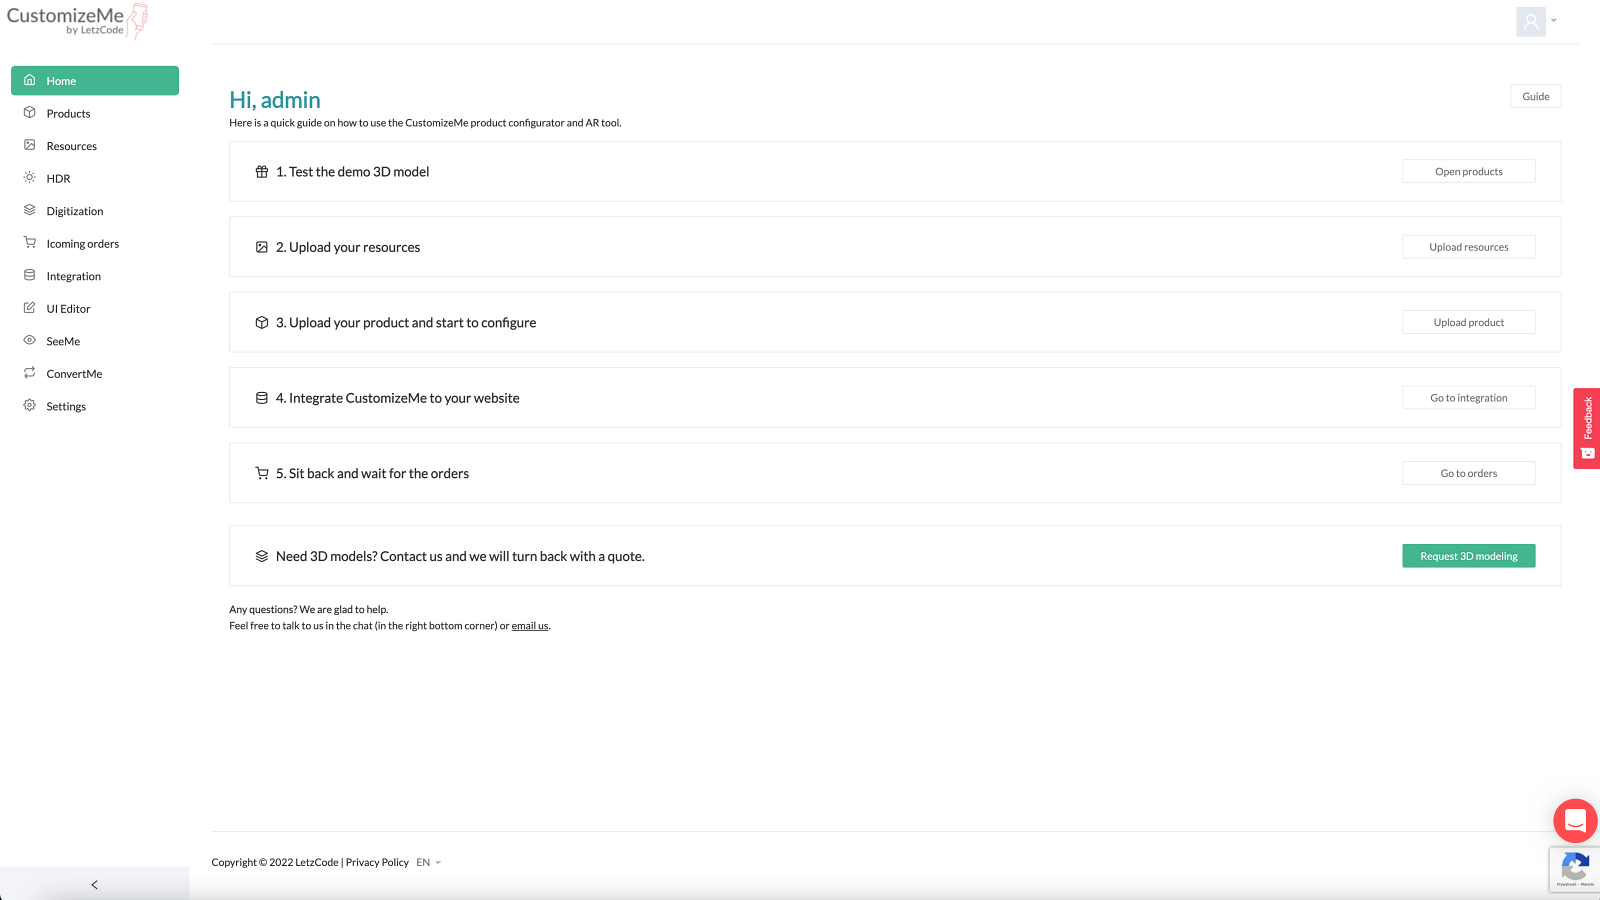 CustomizeMe
by LetzCode
Home
Products
Resources
HDR
Digitization
Icoming orders
Integration
UI Editor
SeeMe
ConvertMe
Settings
Hi, admin
Guide
Here is a quick guide on how to use the CustomizeMe product configurator and AR tool.
1. Test the demo 3D model
Open products
2. Upload your resources
Upload resources
3. Upload your product and start to configure
Upload product
4. Integrate CustomizeMe to your website
Go to integration
5. Sit back and wait for the orders
Go to orders
Need 3D models? Contact us and we will turn back with a quote.
Request 3D modeling
Any questions? We are glad to help.
Feel free to talk to us in the chat (in the right bottom corner) or email us.
Feedback
Copyright © 2022 LetzCode | Privacy Policy EN
Prywatność - Warunki